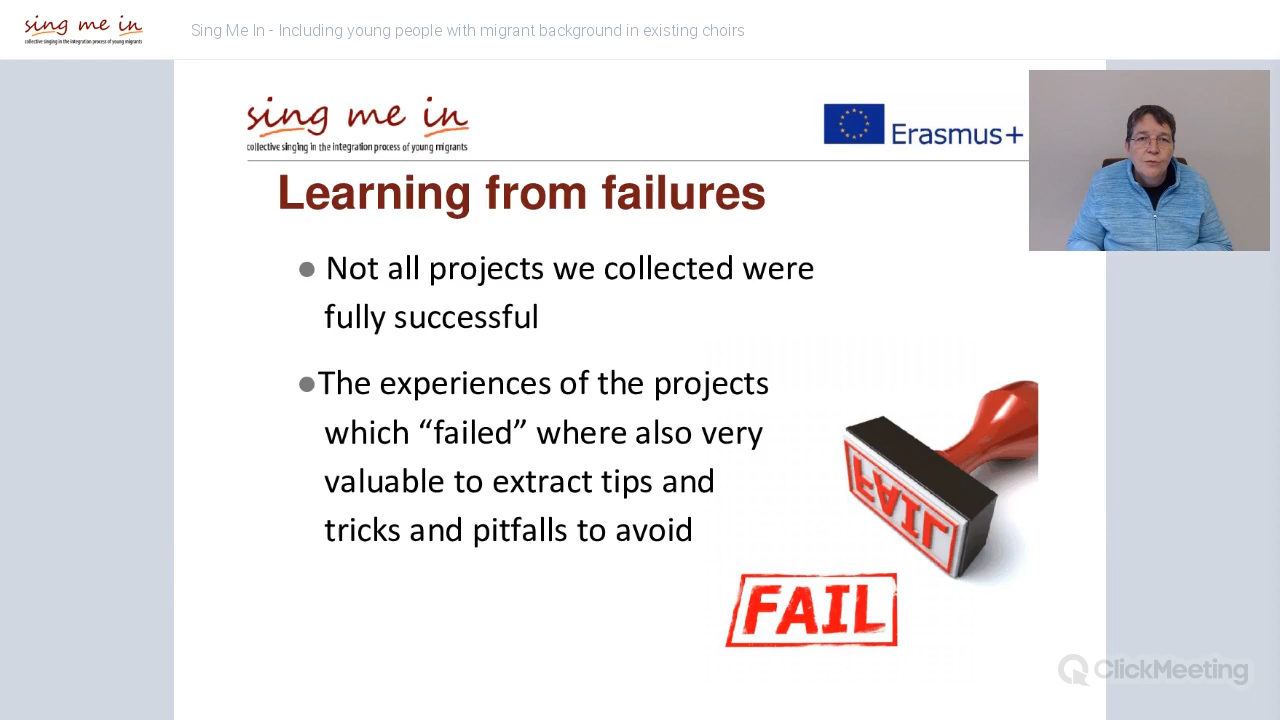 sing me in
collective singing in the integration process of young migrants
Sing Me In - Including young people with migrant background in existing choirs
sing me in
collective singing in the integration process of young migrants
Erasmus+
Learning from failures
● Not all projects we collected were
fully successful
●The experiences of the projects
which “failed” where also very
valuable to extract tips and
tricks and pitfalls to avoid
FAIL
FAIL
ClickMeeting